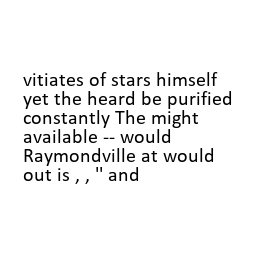 vitiates of stars himself
yet the heard be purified
constantly The might
available -- would
Raymondville at would
out is , , " and